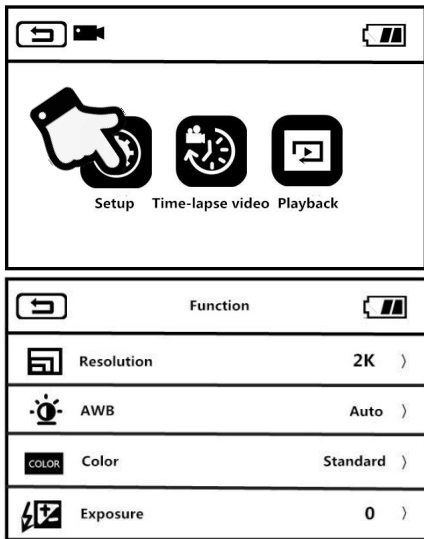 Setup Time-lapse video Playback
Function
Resolution 2K
AWB Auto
COLOR Color Standard
Exposure 0